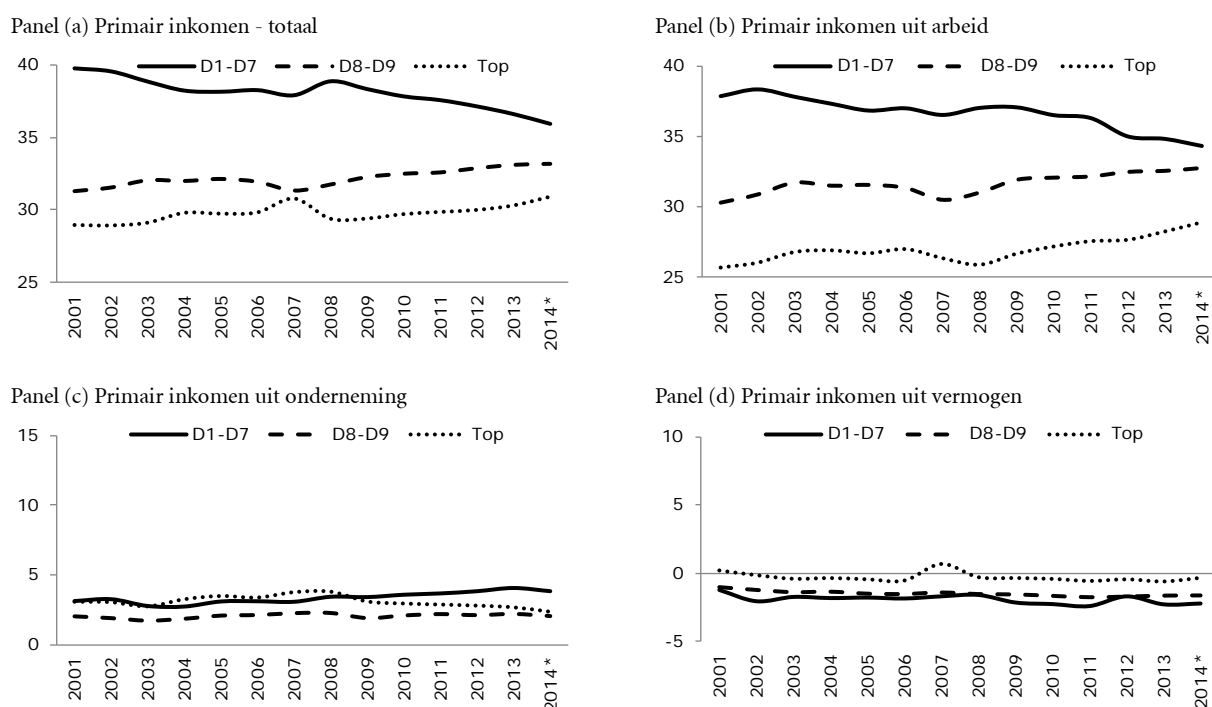 Panel (a) Primair inkomen - totaal
40
35
30
25
D1-D7 D8-D9 Top
2001 2002 2003 2004 2005 2006 2007 2008 2009 2010 2011 2012 2013 2014*
Panel (b) Primair inkomen uit arbeid
40
35
30
25
D1-D7 D8-D9 Top
2001 2002 2003 2004 2005 2006 2007 2008 2009 2010 2011 2012 2013 2014*
Panel (c) Primair inkomen uit onderneming
15
10
5
0
D1-D7 D8-D9 Top
2001 2002 2003 2004 2005 2006 2007 2008 2009 2010 2011 2012 2013 2014*
Panel (d) Primair inkomen uit vermogen
10
5
0
-5
D1-D7 D8-D9 Top
2001 2002 2003 2004 2005 2006 2007 2008 2009 2010 2011 2012 2013 2014*